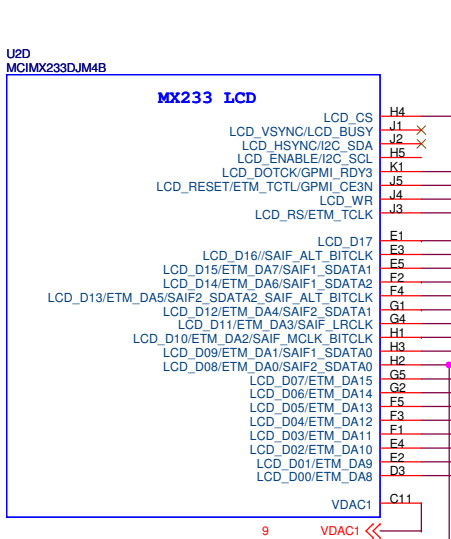 U2D
MCIMX233DJM4B
MX233 LCD
LCD_CS H4
LCD_VSYNC/LCD_BUSY J1
LCD_HSYNC/I2C_SDA J2
LCD_ENABLE/I2C_SCL H5
LCD_DOTCK/GPMI_RDY3 K1
LCD_RESET/ETM_TCTL/GPMI_CE3N J5
LCD_WR J4
LCD_RS/ETM_TCLK J3
LCD_D17 E1
LCD_D16//SAIF_ALT_BITCLK E3
LCD_D15/ETM_DA7/SAIF1_SDATA1 E5
LCD_D14/ETM_DA6/SAIF1_SDATA2 F2
LCD_D13/ETM_DA5/SAIF2_SDATA2_SAIF_ALT_BITCLK F4
LCD_D12/ETM_DA4/SAIF2_SDATA1 G1
LCD_D11/ETM_DA3/SAIF_LRCLK G4
LCD_D10/ETM_DA2/SAIF_MCLK_BITCLK H1
LCD_D09/ETM_DA1/SAIF1_SDATA0 H3
LCD_D08/ETM_DA0/SAIF2_SDATA0 H2
LCD_D07/ETM_DA15 G5
LCD_D06/ETM_DA14 G2
LCD_D05/ETM_DA13 F5
LCD_D04/ETM_DA12 F3
LCD_D03/ETM_DA11 F1
LCD_D02/ETM_DA10 E4
LCD_D01/ETM_DA9 E2
LCD_D00/ETM_DA8 D3
VDAC1 C11
9 VDAC1